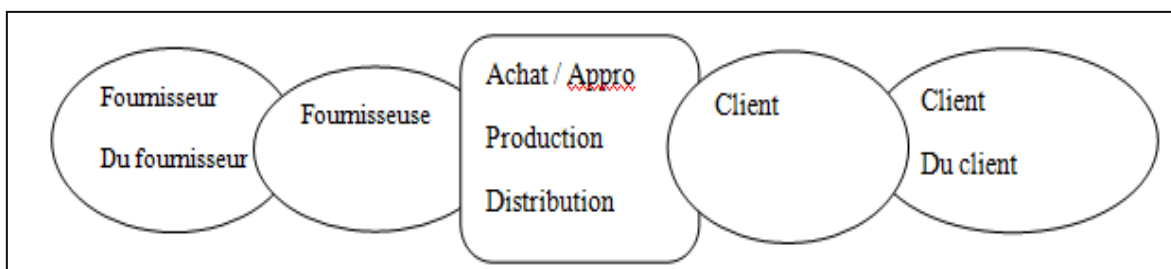 Fournisseur
Du fournisseur
Fournisseuse
Achat / Appro
Production
Distribution
Client
Client
Du client